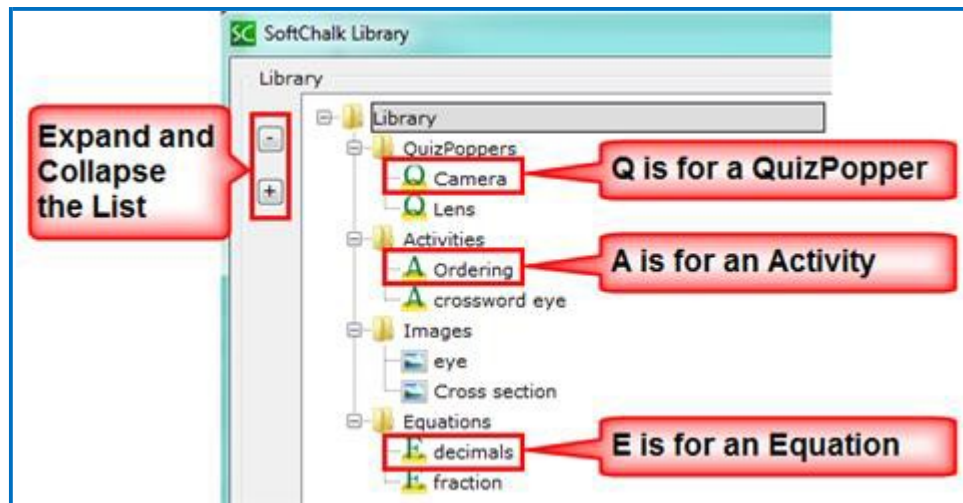 SC SoftChalk Library
Library
Expand and
Collapse
the List
-
+
Library
QuizPoppers
Q Camera
Q is for a QuizPopper
Q Lens
Activities
A Ordering
A is for an Activity
A crossword eye
Images
eye
Cross section
Equations
E decimals
E is for an Equation
E fraction